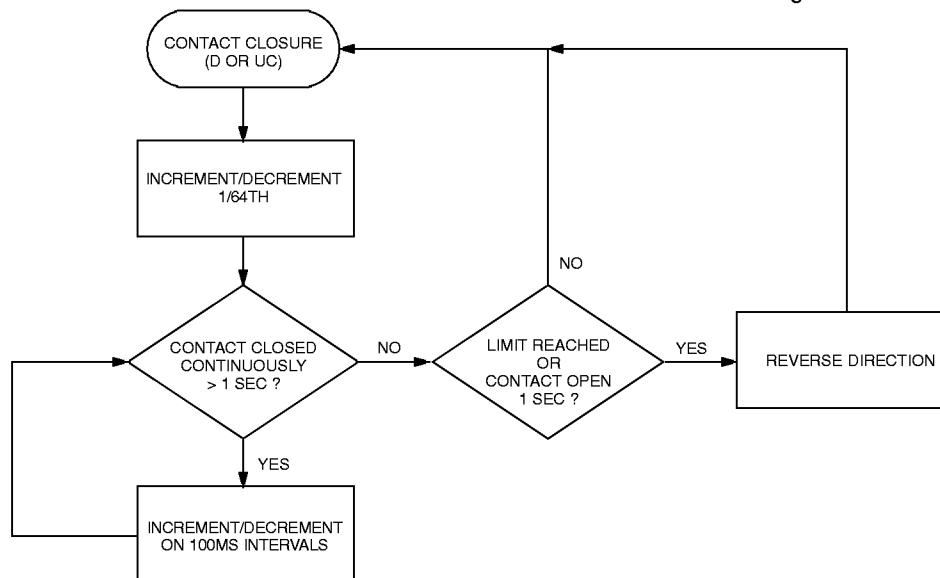 CONTACT CLOSURE
(D OR UC)
INCREMENT/DECREMENT
1/64TH
NO
CONTACT CLOSED
CONTINUOUSLY
> 1 SEC ?
NO
LIMIT REACHED
OR
CONTACT OPEN
1 SEC ?
YES
REVERSE DIRECTION
YES
INCREMENT/DECREMENT
ON 100MS INTERVALS